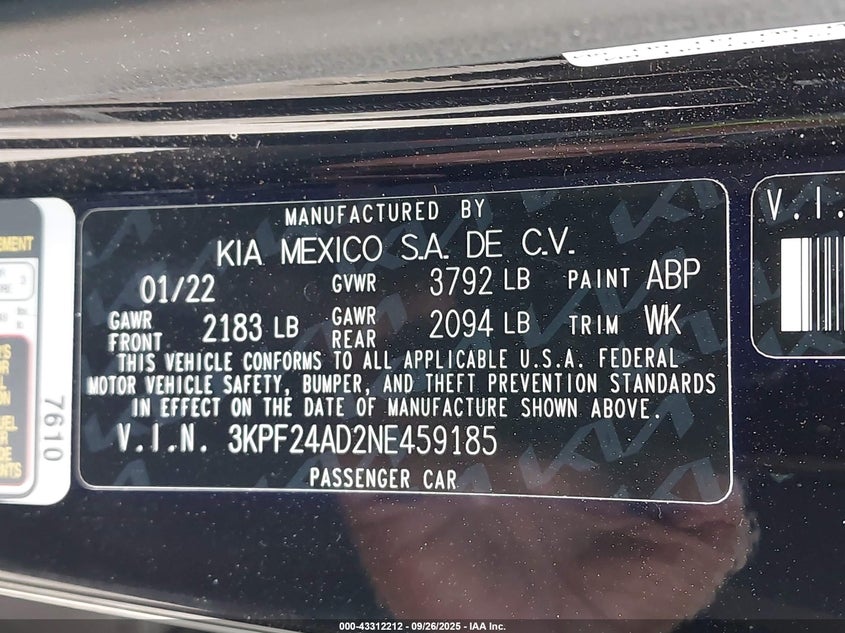 MANUFACTURED BY
KIA MEXICO S.A. DE C.V.
01/22 GVWR 3792 LB PAINT ABP
GAWR FRONT 2183 LB GAWR REAR 2094 LB TRIM WK
THIS VEHICLE CONFORMS TO ALL APPLICABLE U.S.A. FEDERAL
MOTOR VEHICLE SAFETY, BUMPER, AND THEFT PREVENTION STANDARDS
IN EFFECT ON THE DATE OF MANUFACTURE SHOWN ABOVE.
V.I.N. 3KPF24AD2NE459185
PASSENGER CAR
7610
V.I.
000-43312212 - 09/26/2025 - IAA Inc.